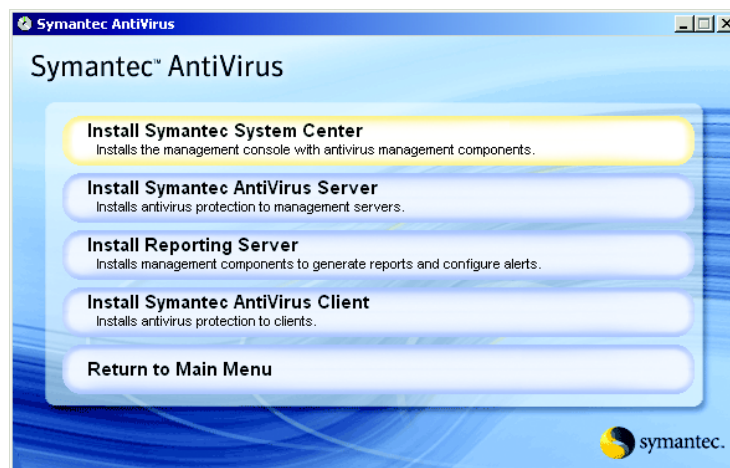 Symantec AntiVirus
Symantec™ AntiVirus
Install Symantec System Center
Installs the management console with antivirus management components.
Install Symantec AntiVirus Server
Installs antivirus protection to management servers.
Install Reporting Server
Installs management components to generate reports and configure alerts.
Install Symantec AntiVirus Client
Installs antivirus protection to clients.
Return to Main Menu
symantec.